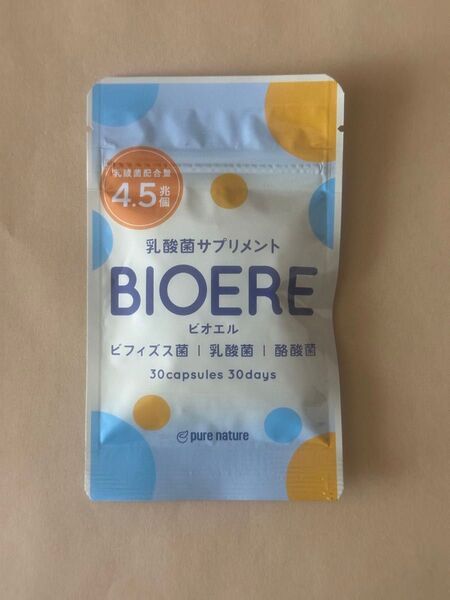 乳酸菌配合量
4.5兆個
乳酸菌サプリメント
BIOERE
ビオエル
ビフィズス菌 | 乳酸菌 | 酪酸菌
30capsules 30days
pure nature